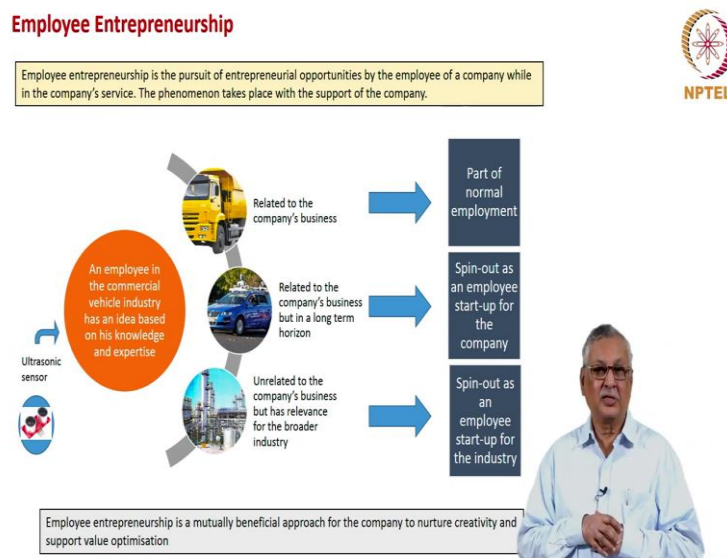 Employee Entrepreneurship
Employee entrepreneurship is the pursuit of entrepreneurial opportunities by the employee of a company while
in the company's service. The phenomenon takes place with the support of the company.
NPTEL
An employee in
the commercial
vehicle industry
has an idea based
on his knowledge
and expertise
Ultrasonic
sensor
Related to the
company's business
Part of
normal
employment
Related to the
company's business
but in a long term
horizon
Spin-out as
an employee
start-up for
the
company
Unrelated to the
company's business
but has relevance
for the broader
industry
Spin-out as
an
employee
start-up for
the industry
Employee entrepreneurship is a mutually beneficial approach for the company to nurture creativity and
support value optimisation